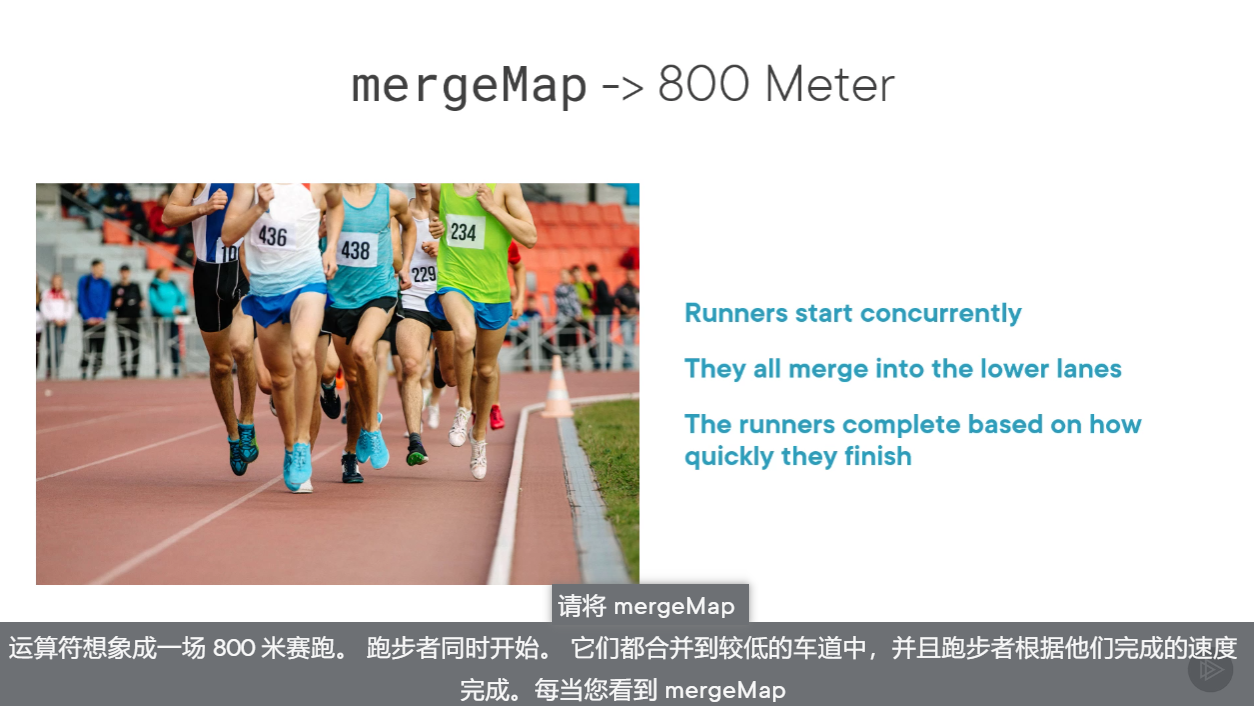 mergeMap -> 800 Meter
436
438
234
229
10
Runners start concurrently
They all merge into the lower lanes
The runners complete based on how
quickly they finish
请将 mergeMap
运算符想象成一场 800 米赛跑。 跑步者同时开始。 它们都合并到较低的车道中，并且跑步者根据他们完成的速度
完成。每当您看到 mergeMap